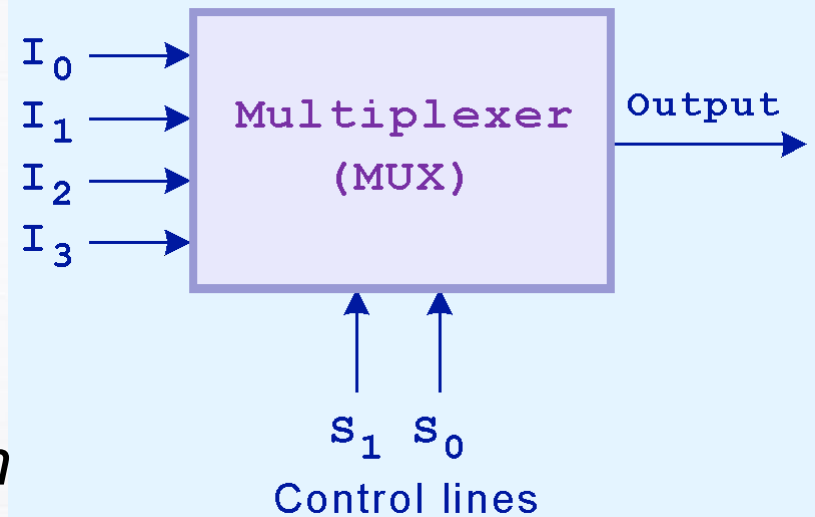 I0
I1
I2
I3
Multiplexer
(MUX)
Output
S1 S0
n
Control lines